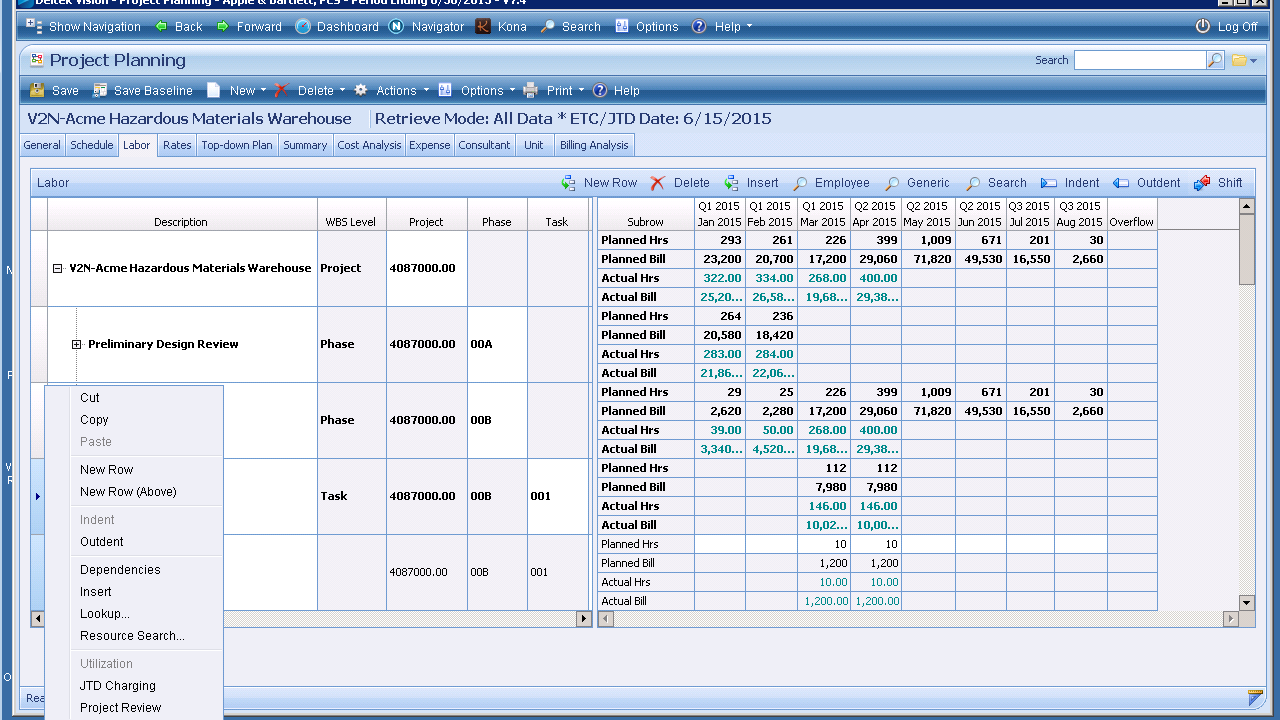 Deltek Vision - Project Planning - Apple & Bartlett, PCS - Period Ending 6/30/2015 - V7.4
Show Navigation Back Forward Dashboard Navigator Kona Search Options Help Log Off
Project Planning Search
Save Save Baseline New Delete Actions Options Print Help
V2N-Acme Hazardous Materials Warehouse Retrieve Mode: All Data * ETC/JTD Date: 6/15/2015
General Schedule Labor Rates Top-down Plan Summary Cost Analysis Expense Consultant Unit Billing Analysis
Labor New Row Delete Insert Employee Generic Search Indent Outdent Shift
Q1 2015 Q1 2015 Q1 2015 Q2 2015 Q2 2015 Q2 2015 Q3 2015 Q3 2015
Description WBS Level Project Phase Task Subrow Jan 2015 Feb 2015 Mar 2015 Apr 2015 May 2015 Jun 2015 Jul 2015 Aug 2015 Overflow
Planned Hrs 293 261 226 399 1,009 671 201 30
Planned Bill 23,200 20,700 17,200 29,060 71,820 49,530 16,550 2,660
V2N-Acme Hazardous Materials Warehouse Project 4087000.00
Actual Hrs 322.00 334.00 268.00 400.00
Actual Bill 25,20... 26,58... 19,68... 29,38...
Planned Hrs 264 236
Planned Bill 20,580 18,420
Preliminary Design Review Phase 4087000.00 00A
Actual Hrs 283.00 284.00
Actual Bill 21,86... 22,06...
Planned Hrs 29 25 226 399 1,009 671 201 30
Planned Bill 2,620 2,280 17,200 29,060 71,820 49,530 16,550 2,660
Phase 4087000.00 00B
Actual Hrs 39.00 50.00 268.00 400.00
Actual Bill 3,340... 4,520... 19,68... 29,38...
Planned Hrs 112 112
Planned Bill 7,980 7,980
Task 4087000.00 00B 001
Actual Hrs 146.00 146.00
Actual Bill 10,02... 10,00...
Planned Hrs 10 10
Planned Bill 1,200 1,200
4087000.00 00B 001
Actual Hrs 10.00 10.00
Actual Bill 1,200.00 1,200.00
Cut
Copy
Paste
New Row
New Row (Above)
Indent
Outdent
Dependencies
Insert
Lookup...
Resource Search...
Utilization
JTD Charging
Project Review
Rea